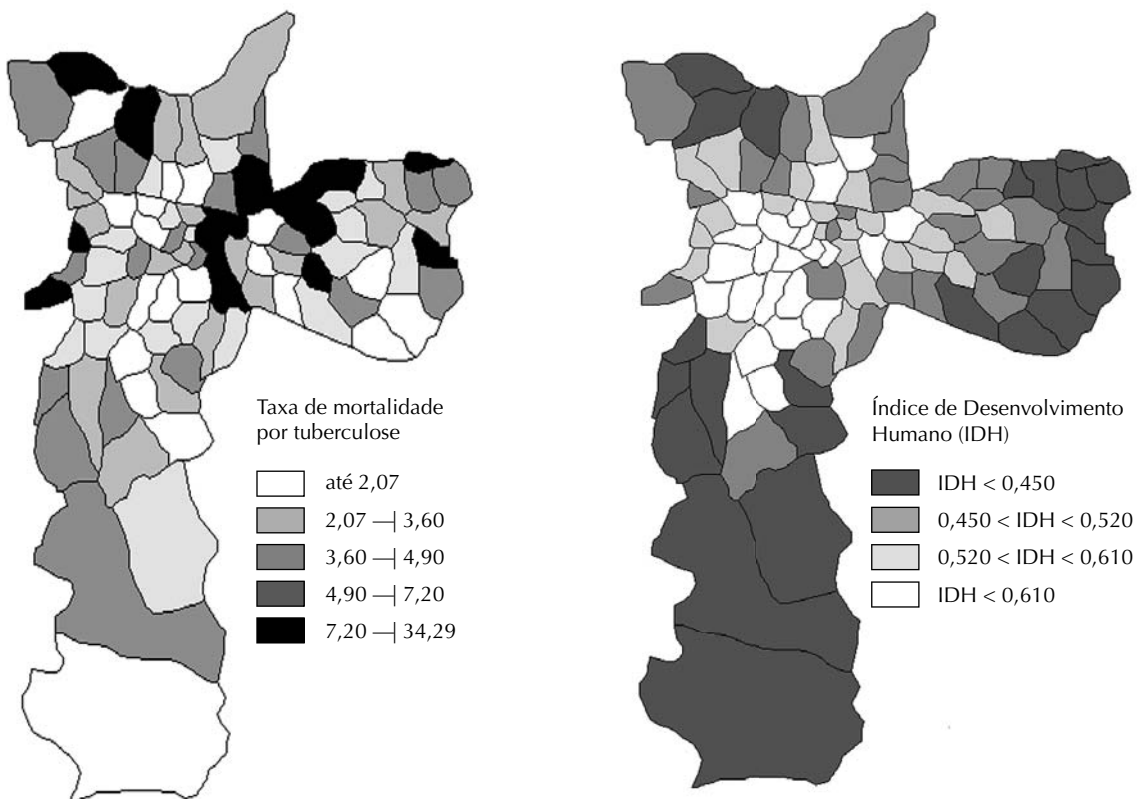 Taxa de mortalidade
por tuberculose
até 2,07
2,07 —| 3,60
3,60 —| 4,90
4,90 —| 7,20
7,20 —| 34,29
Índice de Desenvolvimento
Humano (IDH)
IDH < 0,450
0,450 < IDH < 0,520
0,520 < IDH < 0,610
IDH < 0,610